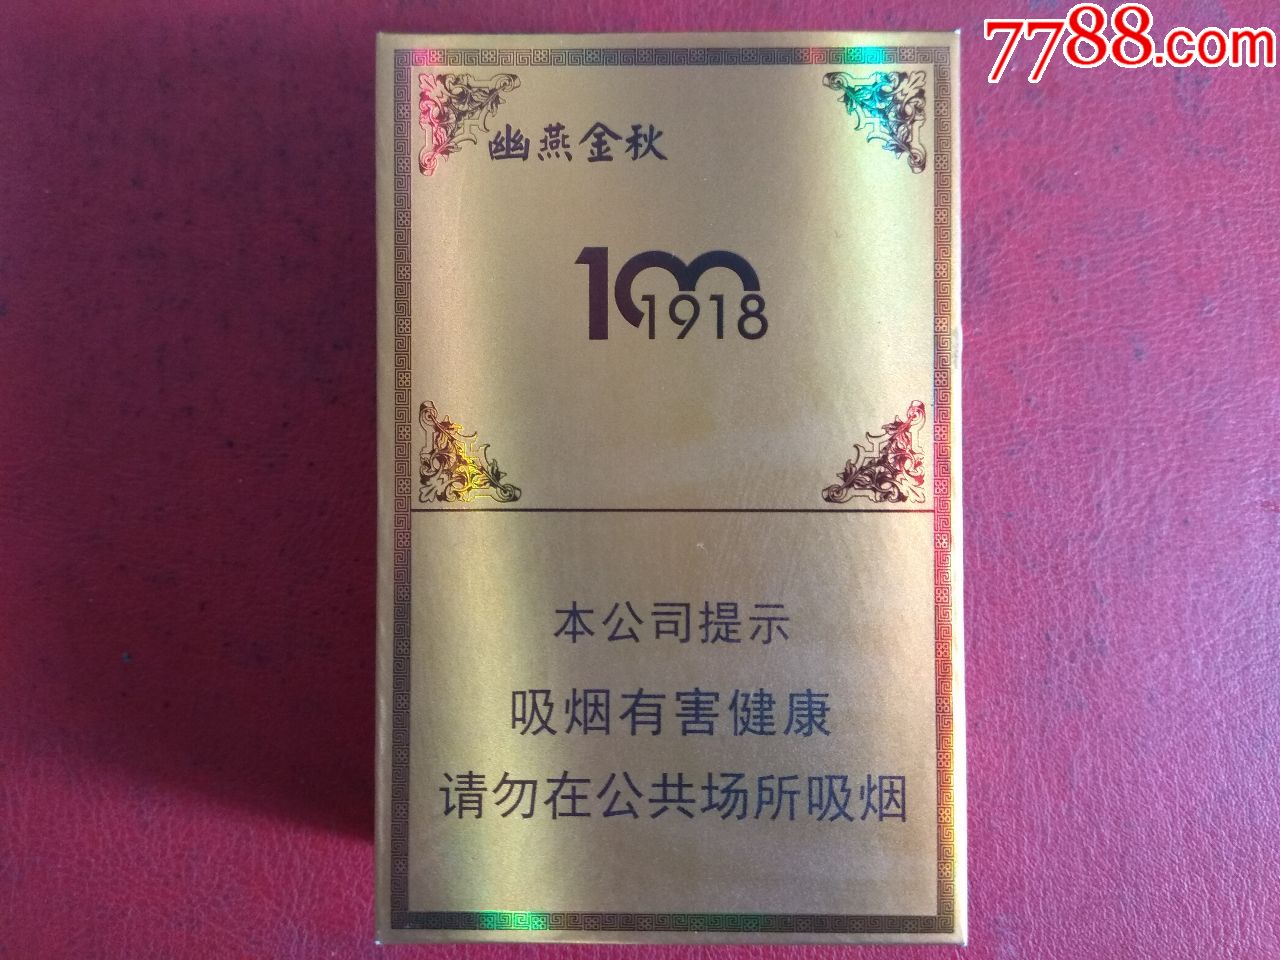 7788.com
幽燕金秋
100
1918
本公司提示
吸烟有害健康
请勿在公共场所吸烟